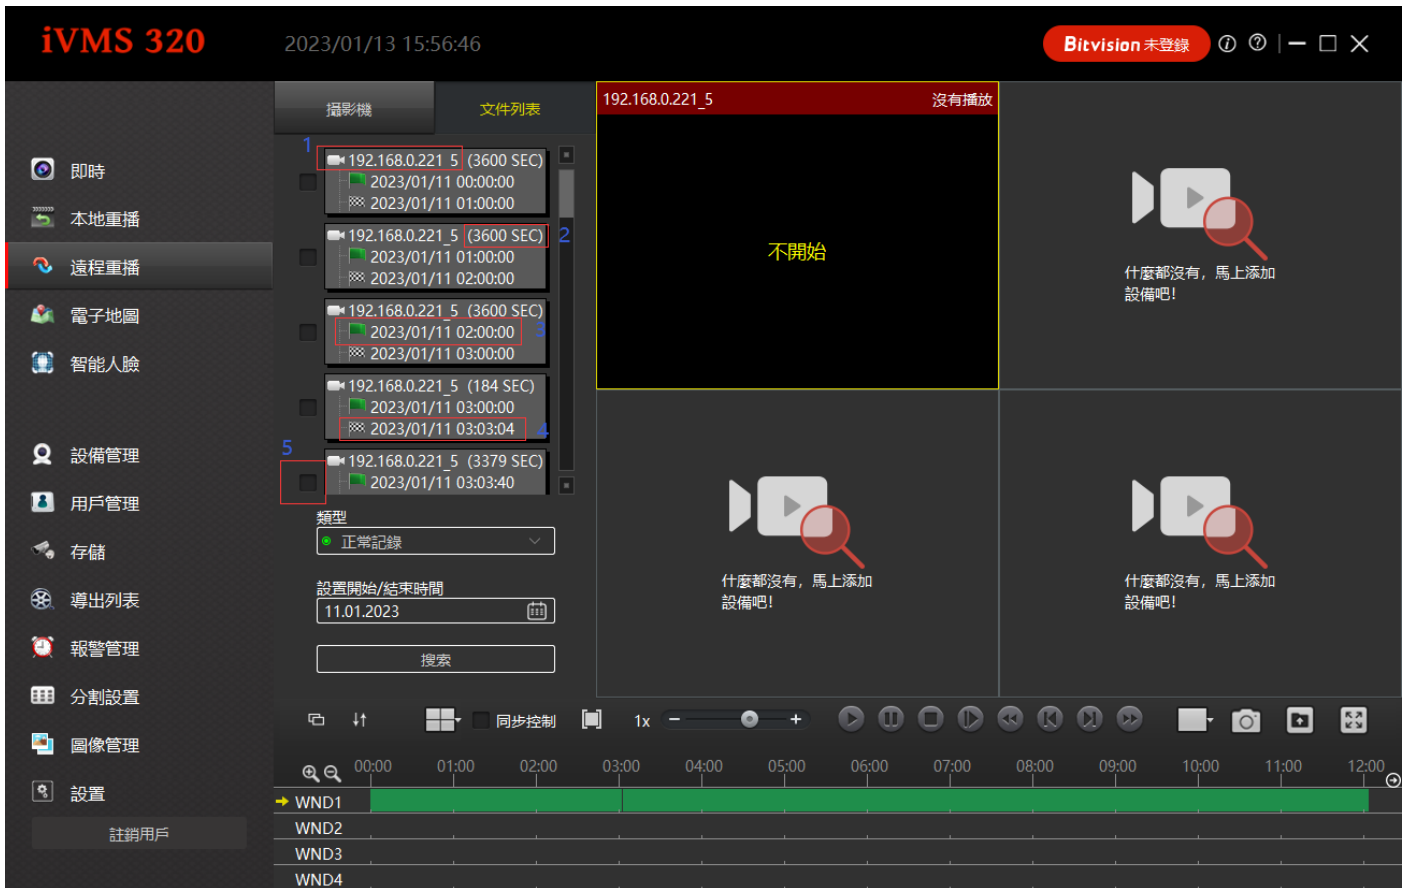 iVMS 320
2023/01/13 15:56:46
Bitvision 未登錄
即時
本地重播
遠程重播
電子地圖
智能人臉
設備管理
用戶管理
存儲
導出列表
報警管理
分割設置
圖像管理
設置
註銷用戶
攝影機
文件列表
1
192.168.0.221_5 (3600 SEC)
2023/01/11 00:00:00
2023/01/11 01:00:00
192.168.0.221_5 (3600 SEC) 2
2023/01/11 01:00:00
2023/01/11 02:00:00
192.168.0.221_5 (3600 SEC)
2023/01/11 02:00:00 3
2023/01/11 03:00:00
192.168.0.221_5 (184 SEC)
2023/01/11 03:00:00
2023/01/11 03:03:04 4
5
192.168.0.221_5 (3379 SEC)
2023/01/11 03:03:40
類型
正常記錄
設置開始/結束時間
11.01.2023
搜索
192.168.0.221_5 沒有播放
不開始
什麼都沒有，馬上添加
設備吧!
什麼都沒有，馬上添加
設備吧!
什麼都沒有，馬上添加
設備吧!
同步控制
1x
00:00 01:00 02:00 03:00 04:00 05:00 06:00 07:00 08:00 09:00 10:00 11:00 12:00
WND1
WND2
WND3
WND4